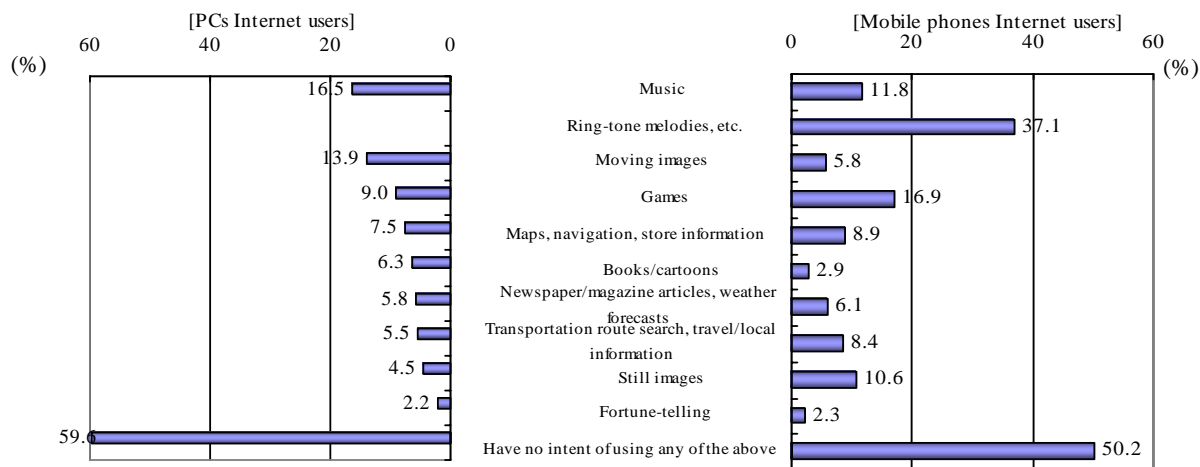 [PCs Internet users]
[Mobile phones Internet users]
60 40 20 0
0 20 40 60
(%)
(%)
16.5 Music 11.8
Ring-tone melodies, etc. 37.1
13.9 Moving images 5.8
9.0 Games 16.9
7.5 Maps, navigation, store information 8.9
6.3 Books/cartoons 2.9
5.8 Newspaper/magazine articles, weather 6.1
forecasts
5.5 Transportation route search, travel/local 8.4
information
4.5 Still images 10.6
2.2 Fortune-telling 2.3
59.6 Have no intent of using any of the above 50.2